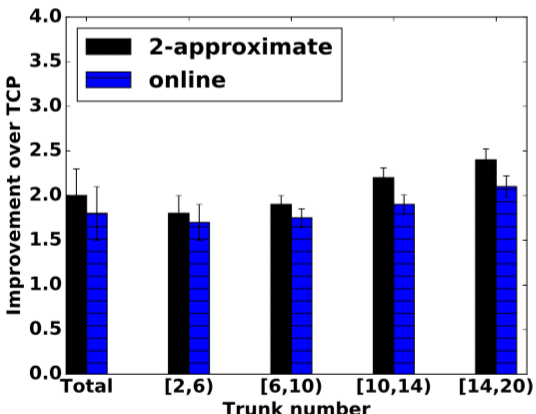 4.0
3.5
3.0
2.5
2.0
1.5
1.0
0.5
0.0
Improvement over TCP
2-approximate
online
Total [2,6) [6,10) [10,14) [14,20)
Trunk number